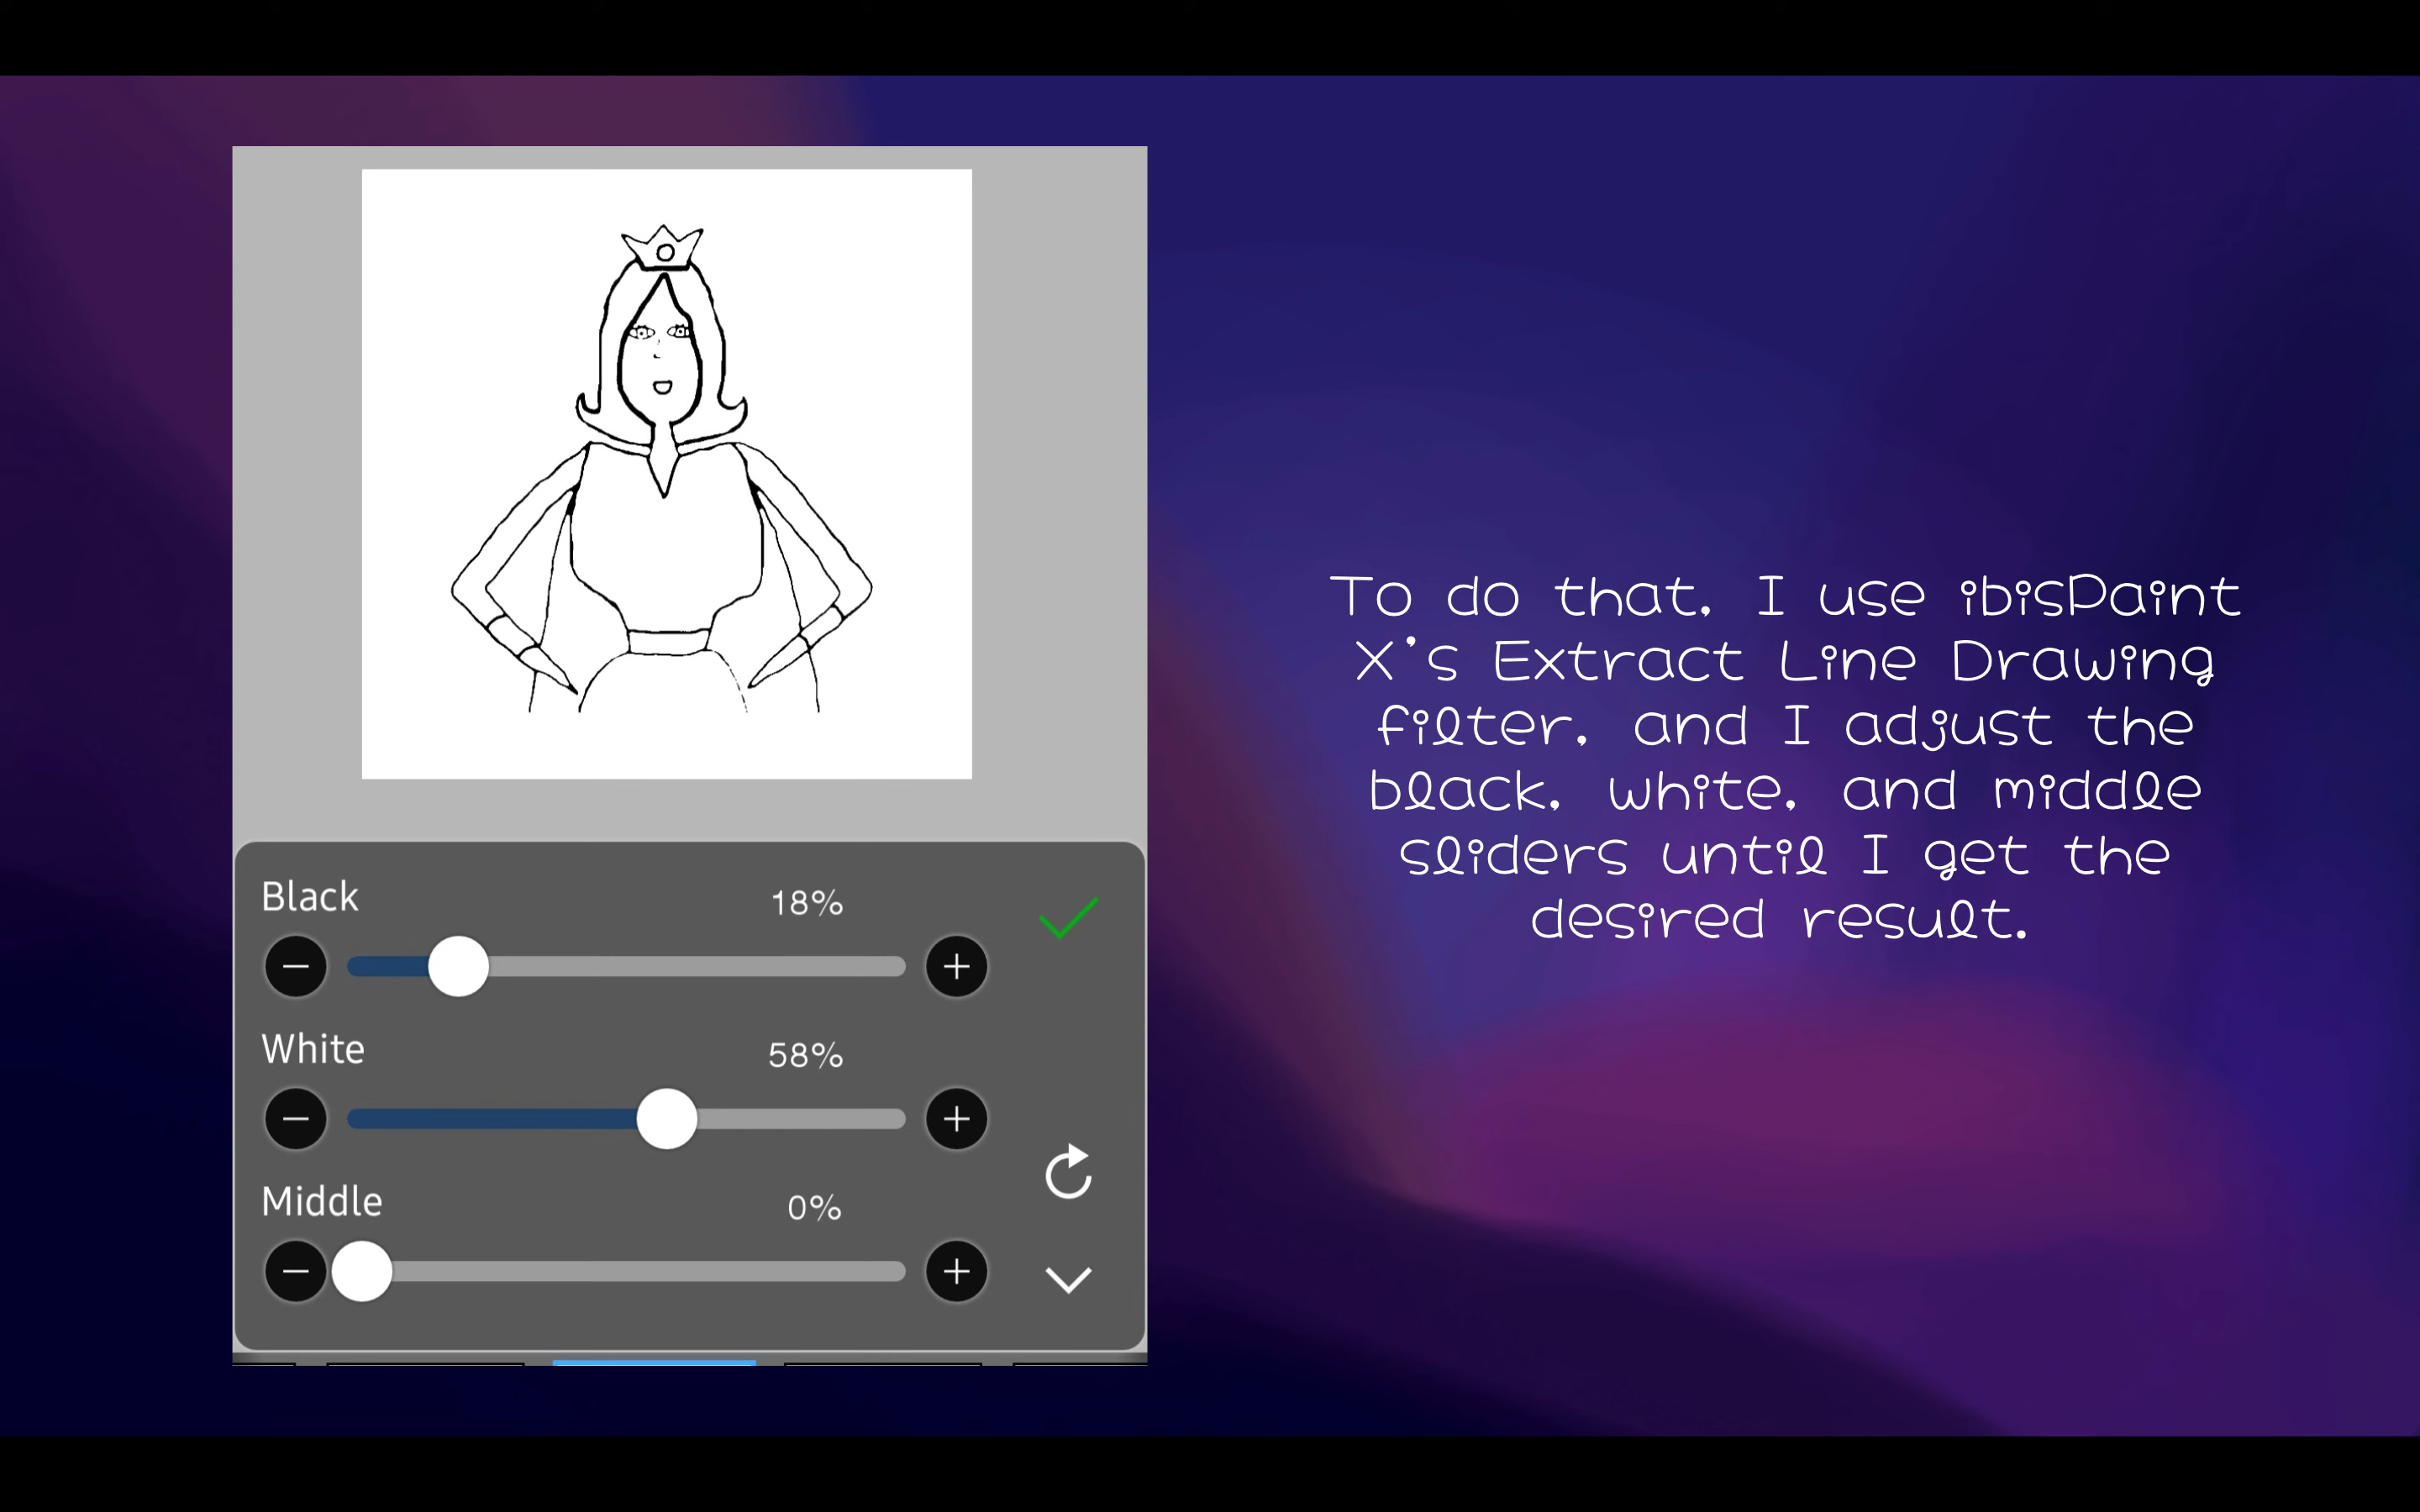 Black 18%
White 58%
Middle 0%
To do that, I use ibisPaint
X's Extract Line Drawing
filter, and I adjust the
black, white, and middle
sliders until I get the
desired result.